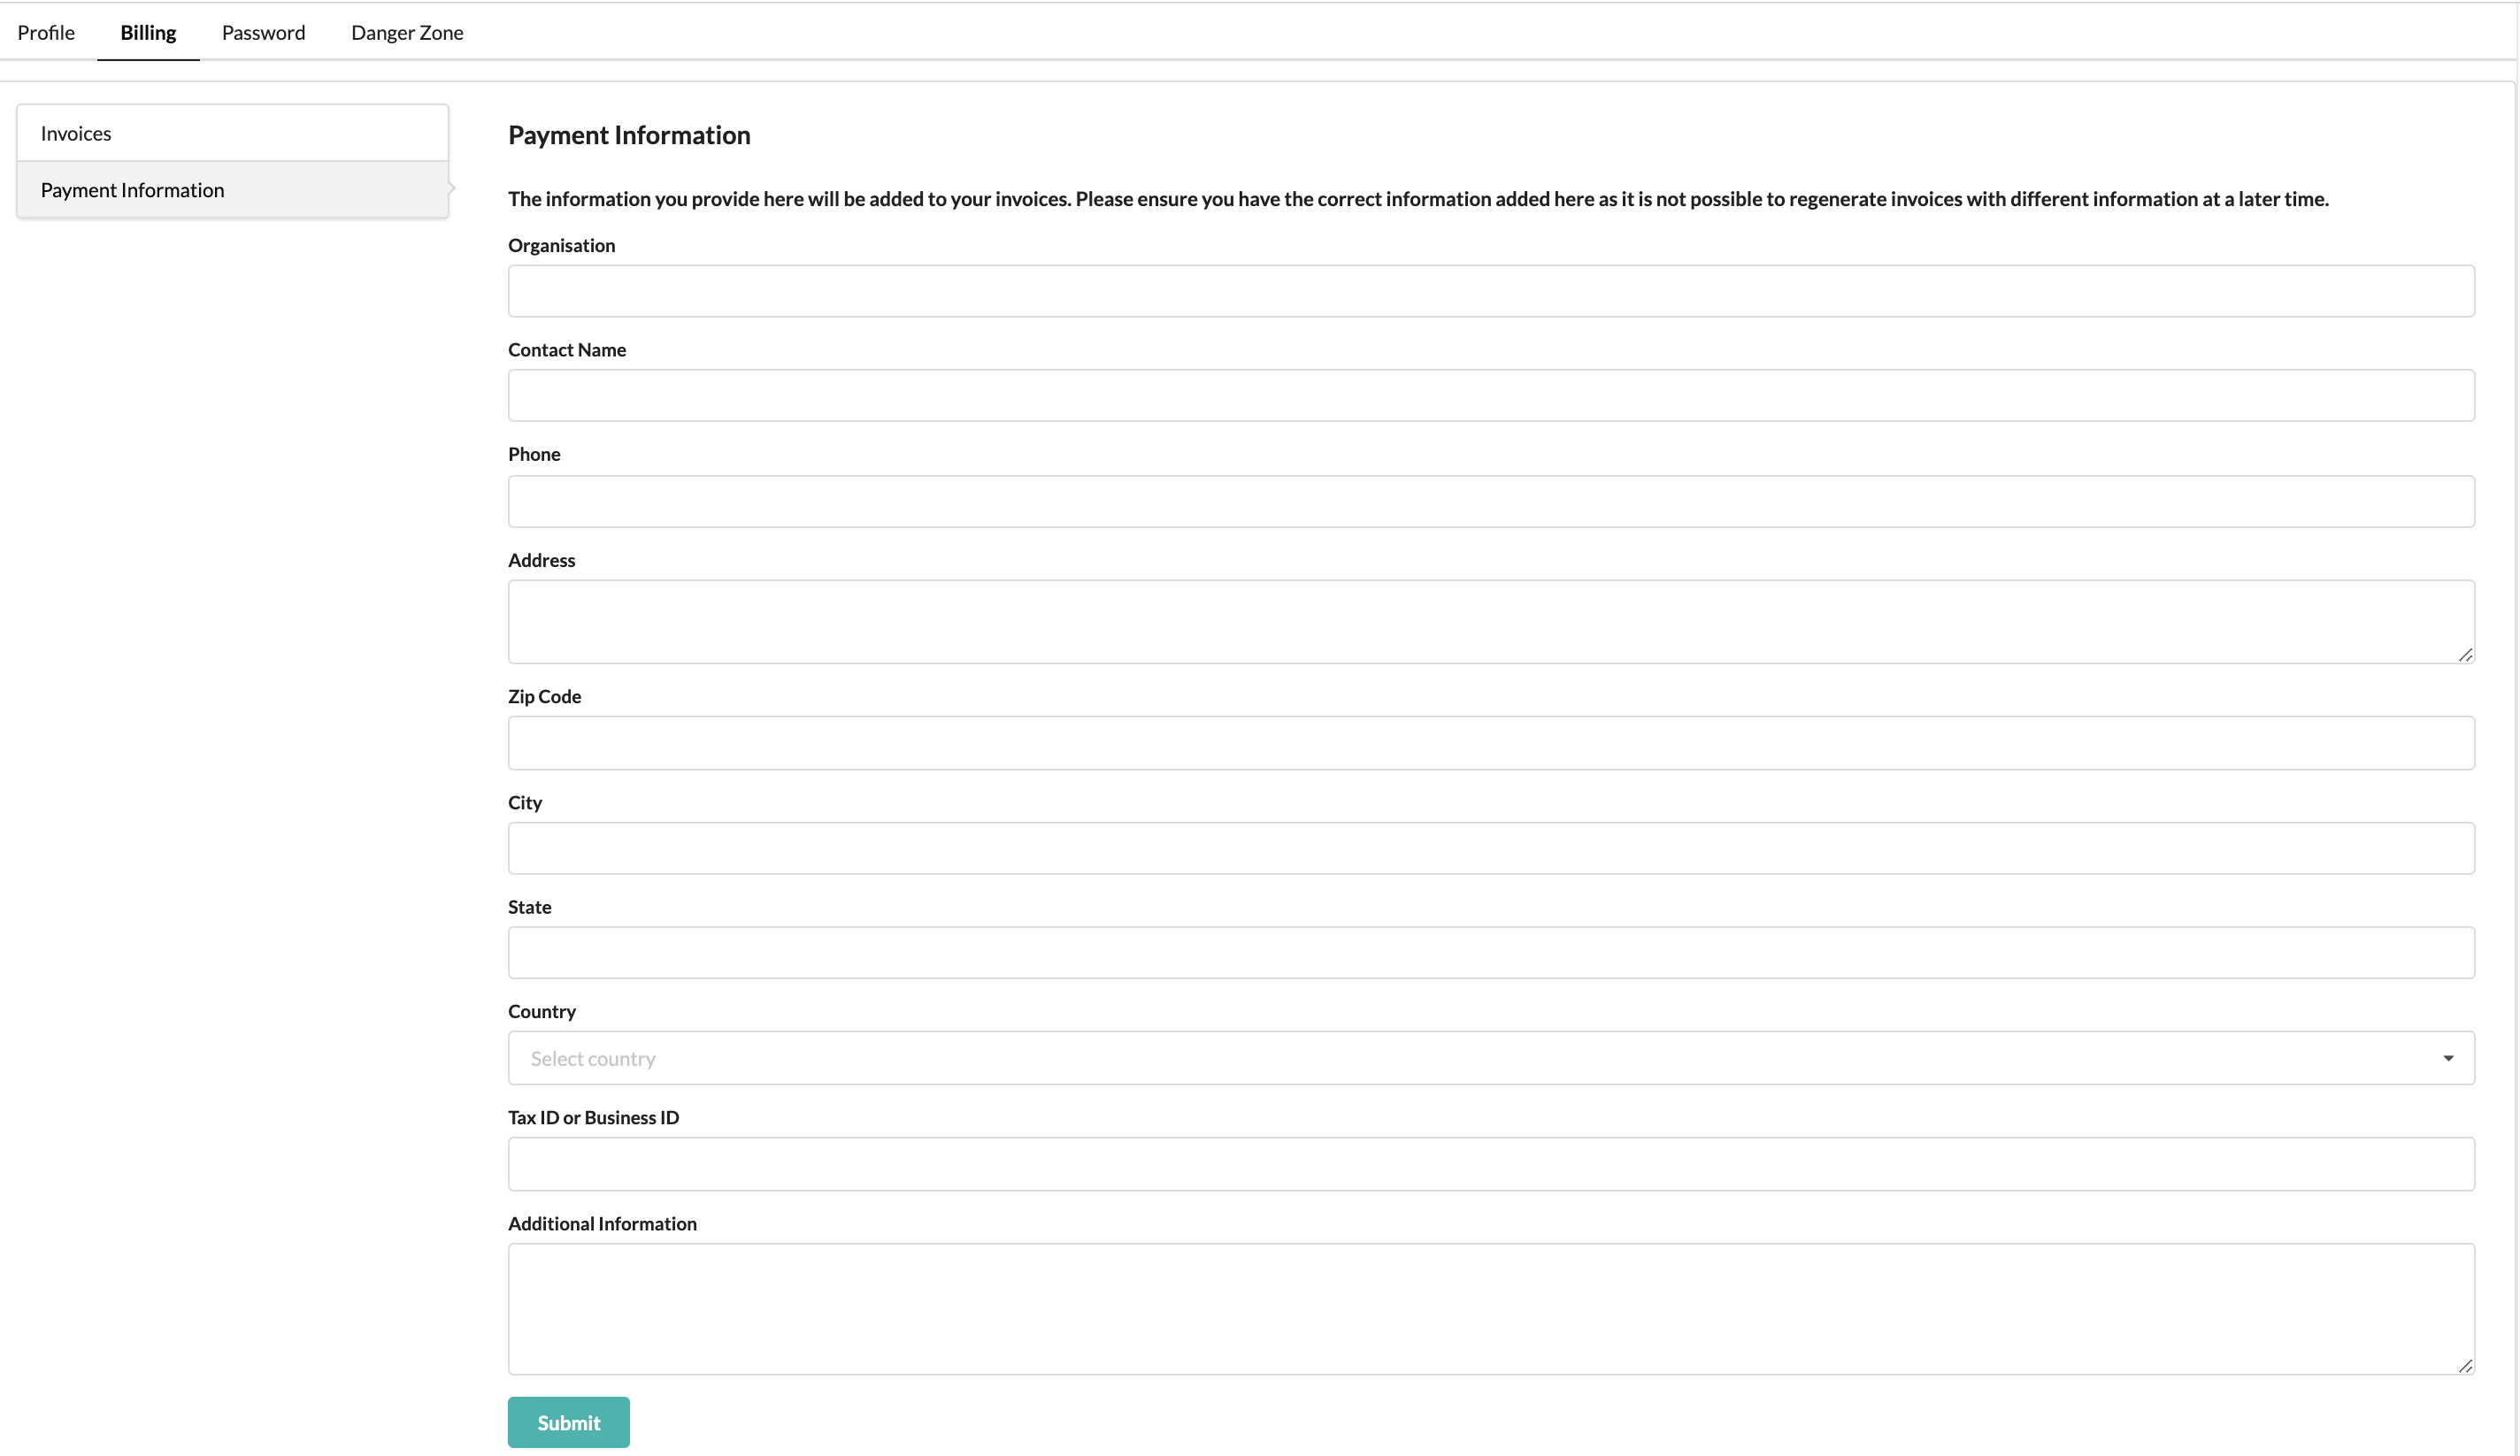 Profile Billing Password Danger Zone
Invoices
Payment Information
Payment Information
The information you provide here will be added to your invoices. Please ensure you have the correct information added here as it is not possible to regenerate invoices with different information at a later time.
Organisation
Contact Name
Phone
Address
Zip Code
City
State
Country
Select country
Tax ID or Business ID
Additional Information
Submit